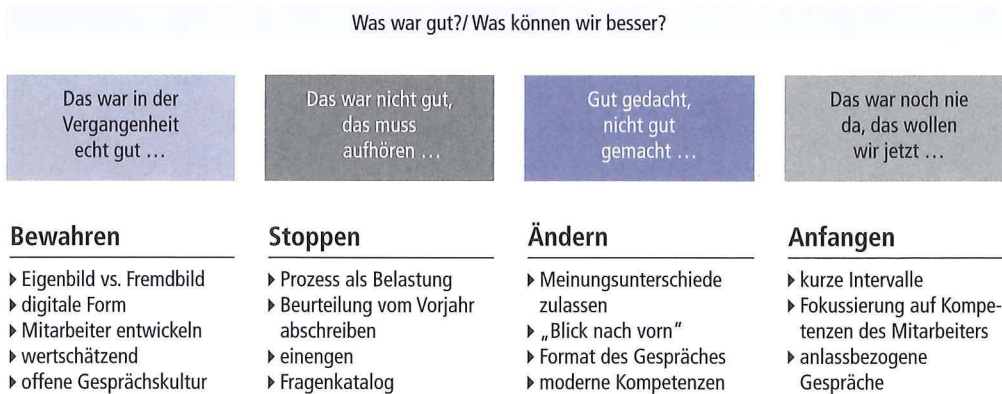 Was war gut?/ Was können wir besser?
Das war in der
Vergangenheit
echt gut …
Das war nicht gut,
das muss
aufhören …
Gut gedacht,
nicht gut
gemacht …
Das war noch nie
da, das wollen
wir jetzt …
Bewahren
▸ Eigenbild vs. Fremdbild
▸ digitale Form
▸ Mitarbeiter entwickeln
▸ wertschätzend
▸ offene Gesprächskultur
Stoppen
▸ Prozess als Belastung
▸ Beurteilung vom Vorjahr
abschreiben
▸ einengen
▸ Fragenkatalog
Ändern
▸ Meinungsunterschiede
zulassen
▸ „Blick nach vorn“
▸ Format des Gespräches
▸ moderne Kompetenzen
Anfangen
▸ kurze Intervalle
▸ Fokussierung auf Kompe-
tenzen des Mitarbeiters
▸ anlassbezogene
Gespräche